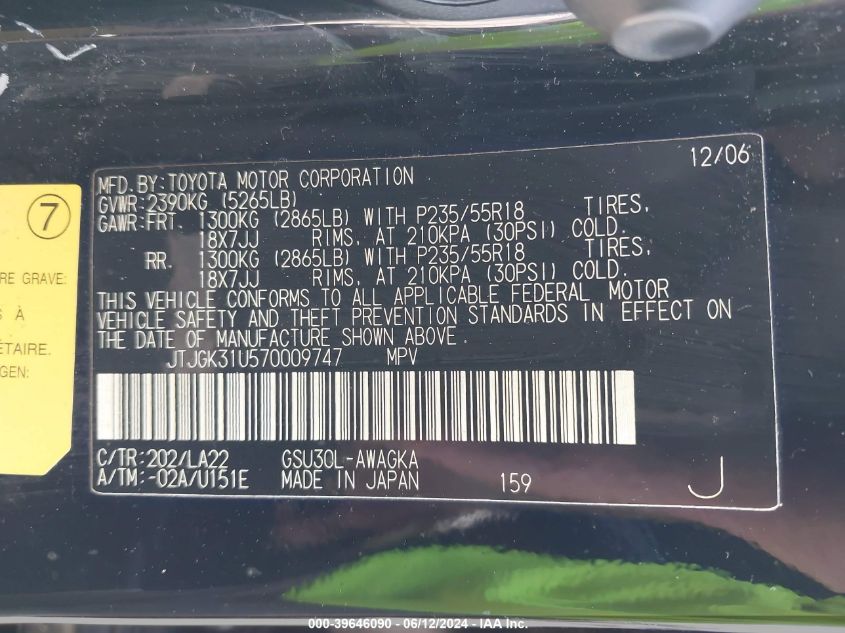 12/06
MFD.BY:TOYOTA MOTOR CORPORATION
GVWR:2390KG (5265LB)
GAWR:FRT. 1300KG (2865LB) WITH P235/55R18 TIRES,
18X7JJ RIMS, AT 210KPA (30PSI) COLD.
RR. 1300KG (2865LB) WITH P235/55R18 TIRES,
18X7JJ RIMS, AT 210KPA (30PSI) COLD.
THIS VEHICLE CONFORMS TO ALL APPLICABLE FEDERAL MOTOR
VEHICLE SAFETY AND THEFT PREVENTION STANDARDS IN EFFECT ON
THE DATE OF MANUFACTURE SHOWN ABOVE.
JTJGK31U570009747 MPV
C/TR:202/LA22 GSU30L-AWAGKA
A/TM:-02A/U151E MADE IN JAPAN 159 J
7
RE GRAVE:
S À
ÉTAIRE.
GEN:
000-39646090 - 06/12/2024 - IAA Inc.